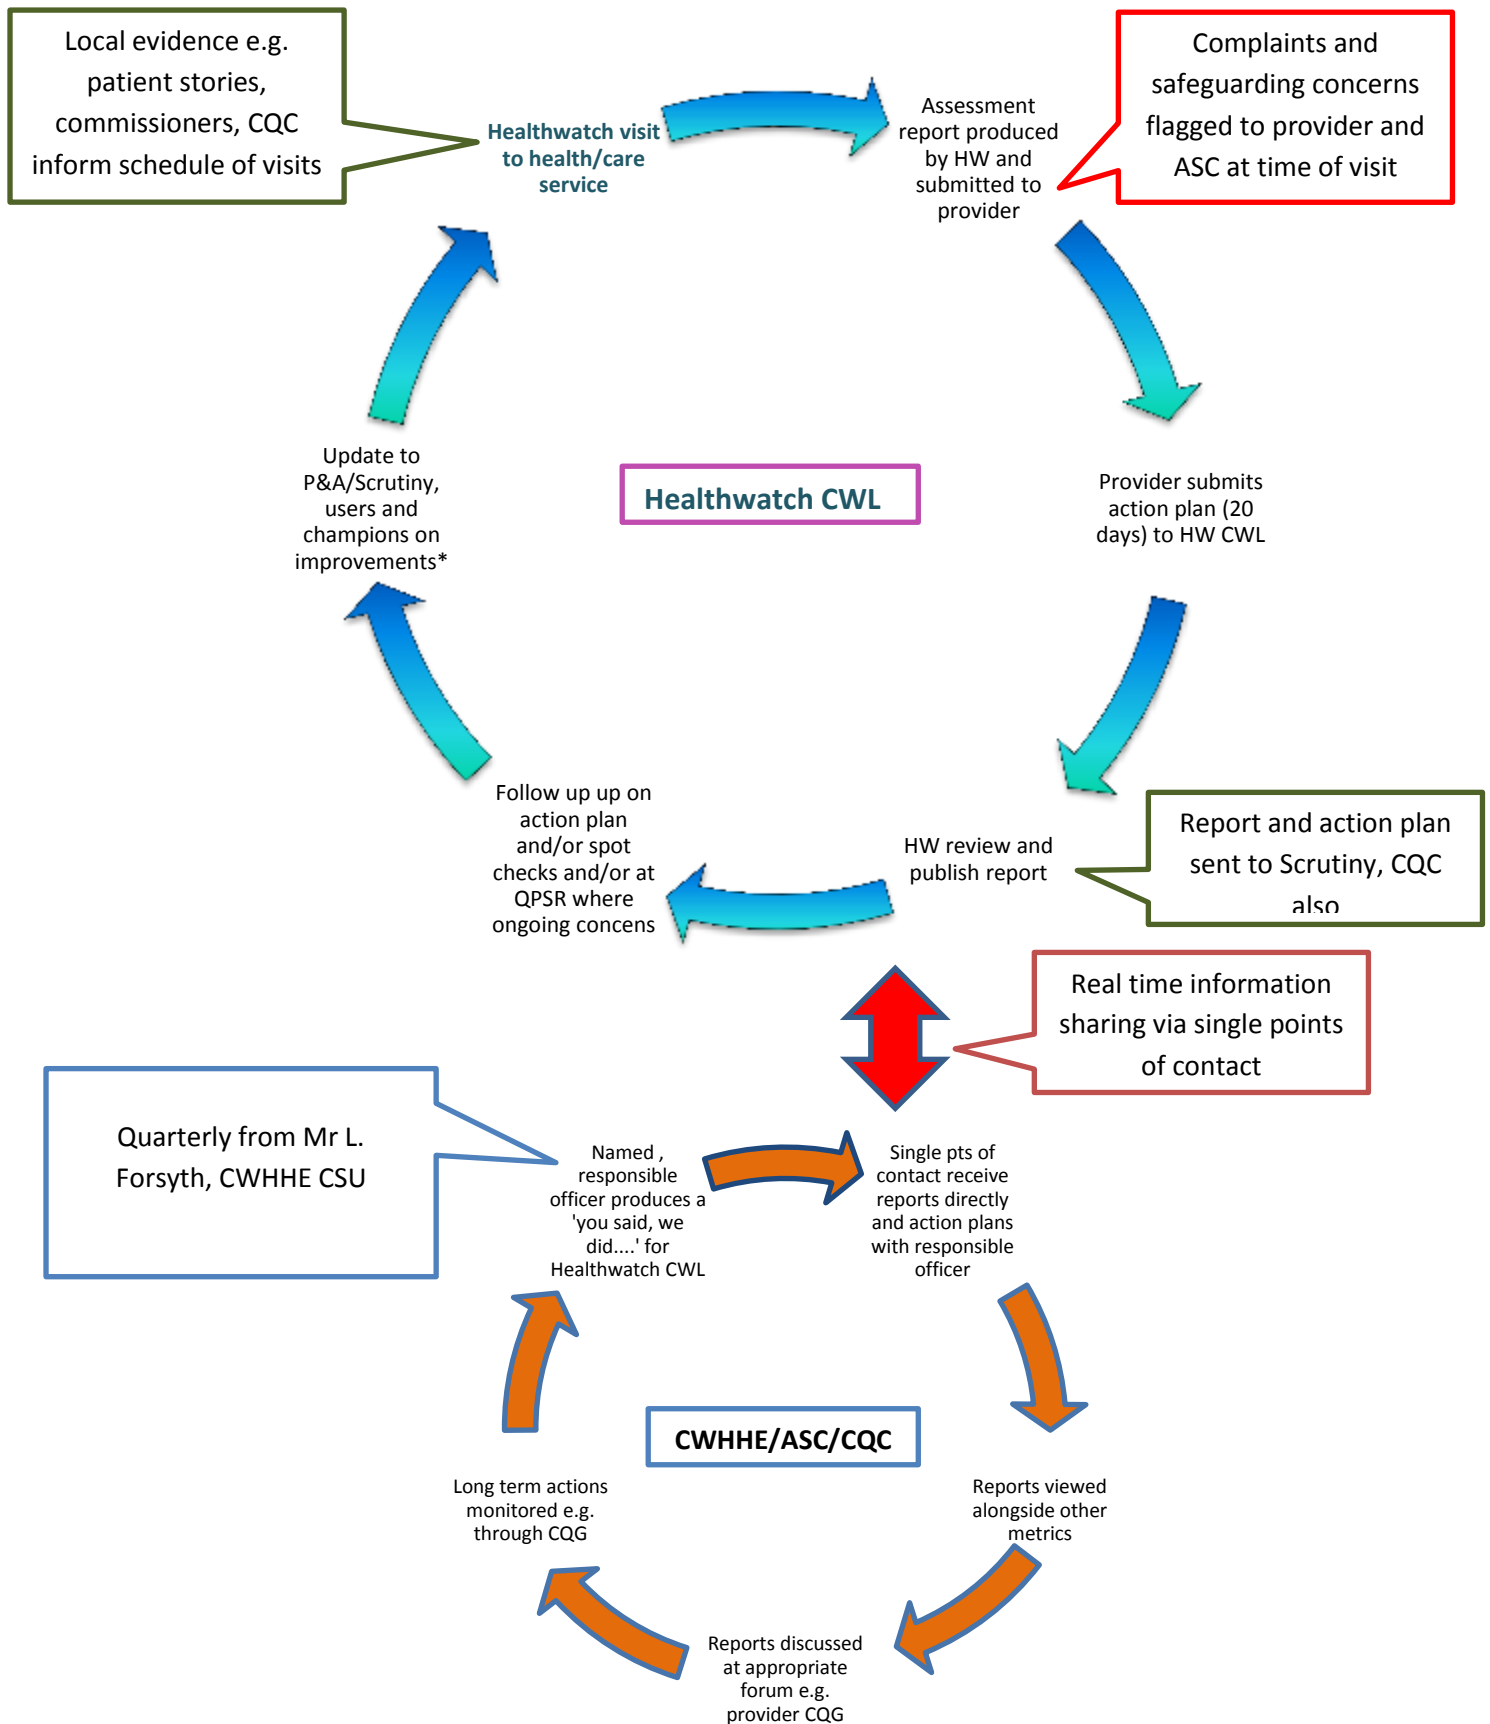 Local evidence e.g.
patient stories,
commissioners, CQC
inform schedule of visits
Healthwatch visit
to health/care
service
Assessment
report produced
by HW and
submitted to
provider
Complaints and
safeguarding concerns
flagged to provider and
ASC at time of visit
Update to
P&A/Scrutiny,
users and
champions on
improvements*
Healthwatch CWL
Provider submits
action plan (20
days) to HW CWL
Follow up up on
action plan
and/or spot
checks and/or at
QPSR where
ongoing concens
HW review and
publish report
Report and action plan
sent to Scrutiny, CQC
also
Real time information
sharing via single points
of contact
Quarterly from Mr L.
Forsyth, CWHHE CSU
Named ,
responsible
officer produces a
'you said, we
did....' for
Healthwatch CWL
Single pts of
contact receive
reports directly
and action plans
with responsible
officer
CWHHE/ASC/CQC
Long term actions
monitored e.g.
through CQG
Reports viewed
alongside other
metrics
Reports discussed
at appropriate
forum e.g.
provider CQG